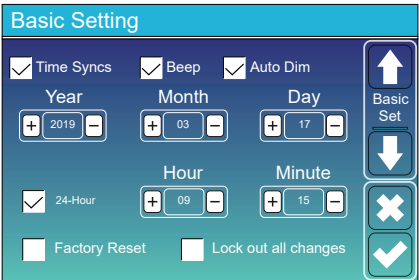 Basic Setting
Time Syncs Beep Auto Dim
Year Month Day
+ 2019 − + 03 − + 17 −
Basic
Set
Hour Minute
24-Hour + 09 − + 15 −
Factory Reset Lock out all changes